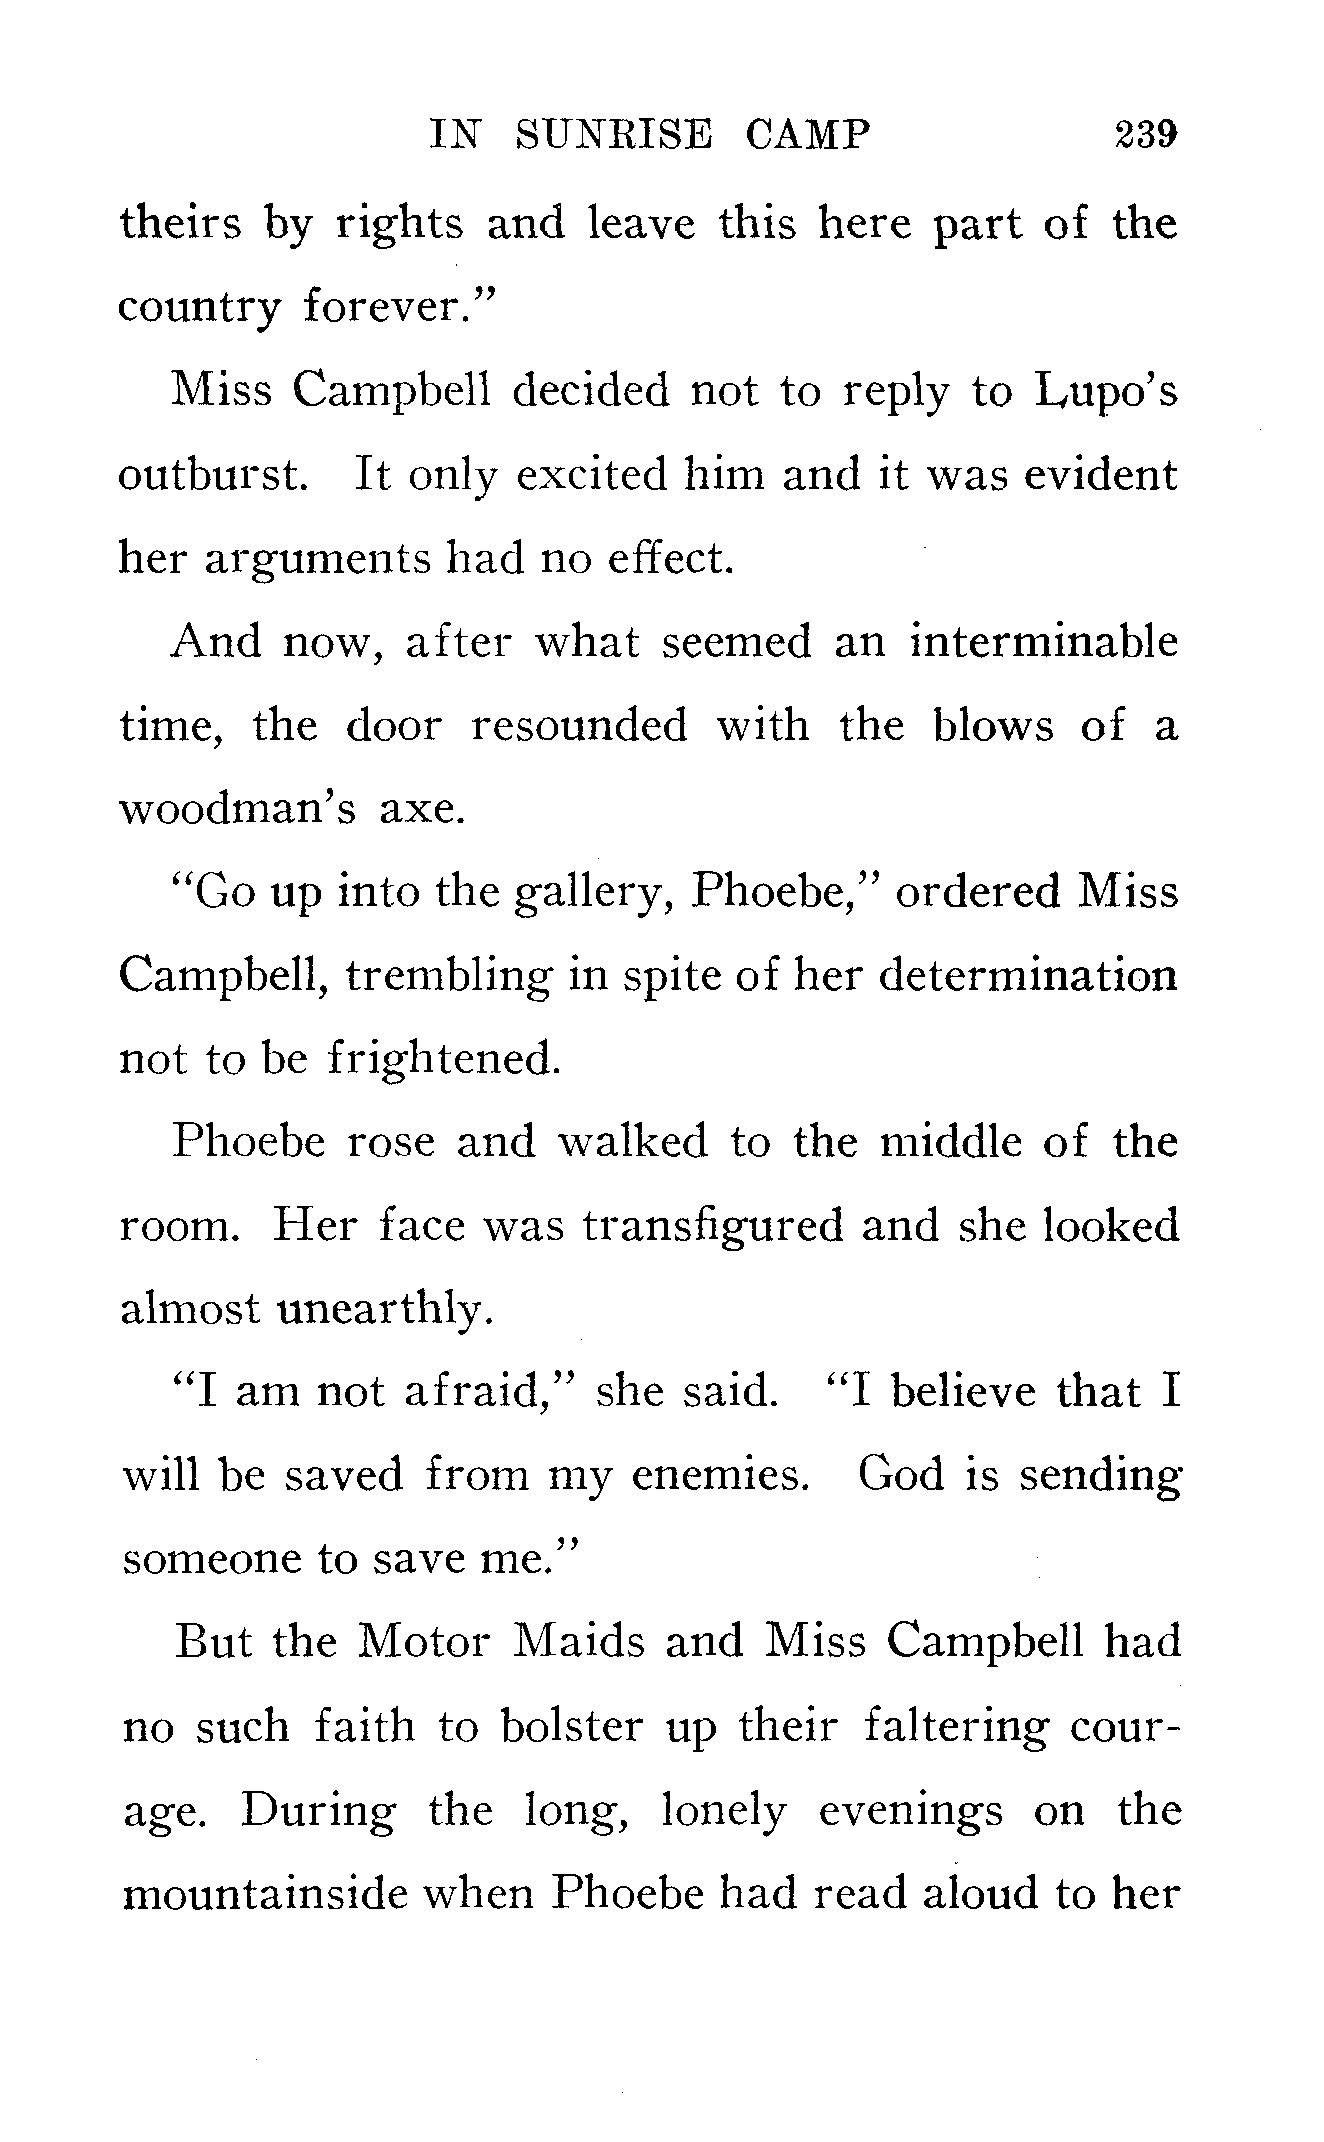 IN SUNRISE CAMP 239
theirs by rights and leave this here part of the
country forever.”
Miss Campbell decided not to reply to Lupo’s
outburst. It only excited him and it was evident
her arguments had no effect.
And now, after what seemed an interminable
time, the door resounded with the blows of a
woodman’s axe.
“Go up into the gallery, Phoebe,” ordered Miss
Campbell, trembling in spite of her determination
not to be frightened.
Phoebe rose and walked to the middle of the
room. Her face was transfigured and she looked
almost unearthly.
“I am not afraid,” she said. “I believe that I
will be saved from my enemies. God is sending
someone to save me.”
But the Motor Maids and Miss Campbell had
no such faith to bolster up their faltering cour-
age. During the long, lonely evenings on the
mountainside when Phoebe had read aloud to her